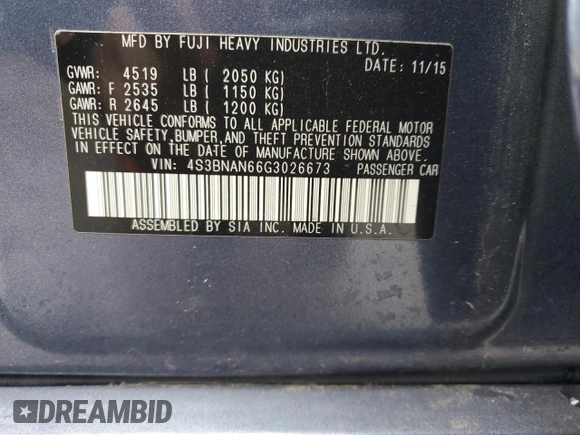 MFD BY FUJI HEAVY INDUSTRIES LTD.
DATE: 11/15
GVWR: 4519 LB ( 2050 KG)
GAWR: F 2535 LB ( 1150 KG)
GAWR: R 2645 LB ( 1200 KG)
THIS VEHICLE CONFORMS TO ALL APPLICABLE FEDERAL MOTOR
VEHICLE SAFETY, BUMPER, AND THEFT PREVENTION STANDARDS
IN EFFECT ON THE DATE OF MANUFACTURE SHOWN ABOVE.
VIN: 4S3BNAN66G3026673 PASSENGER CAR
ASSEMBLED BY SIA INC. MADE IN U.S.A.
DREAMBID